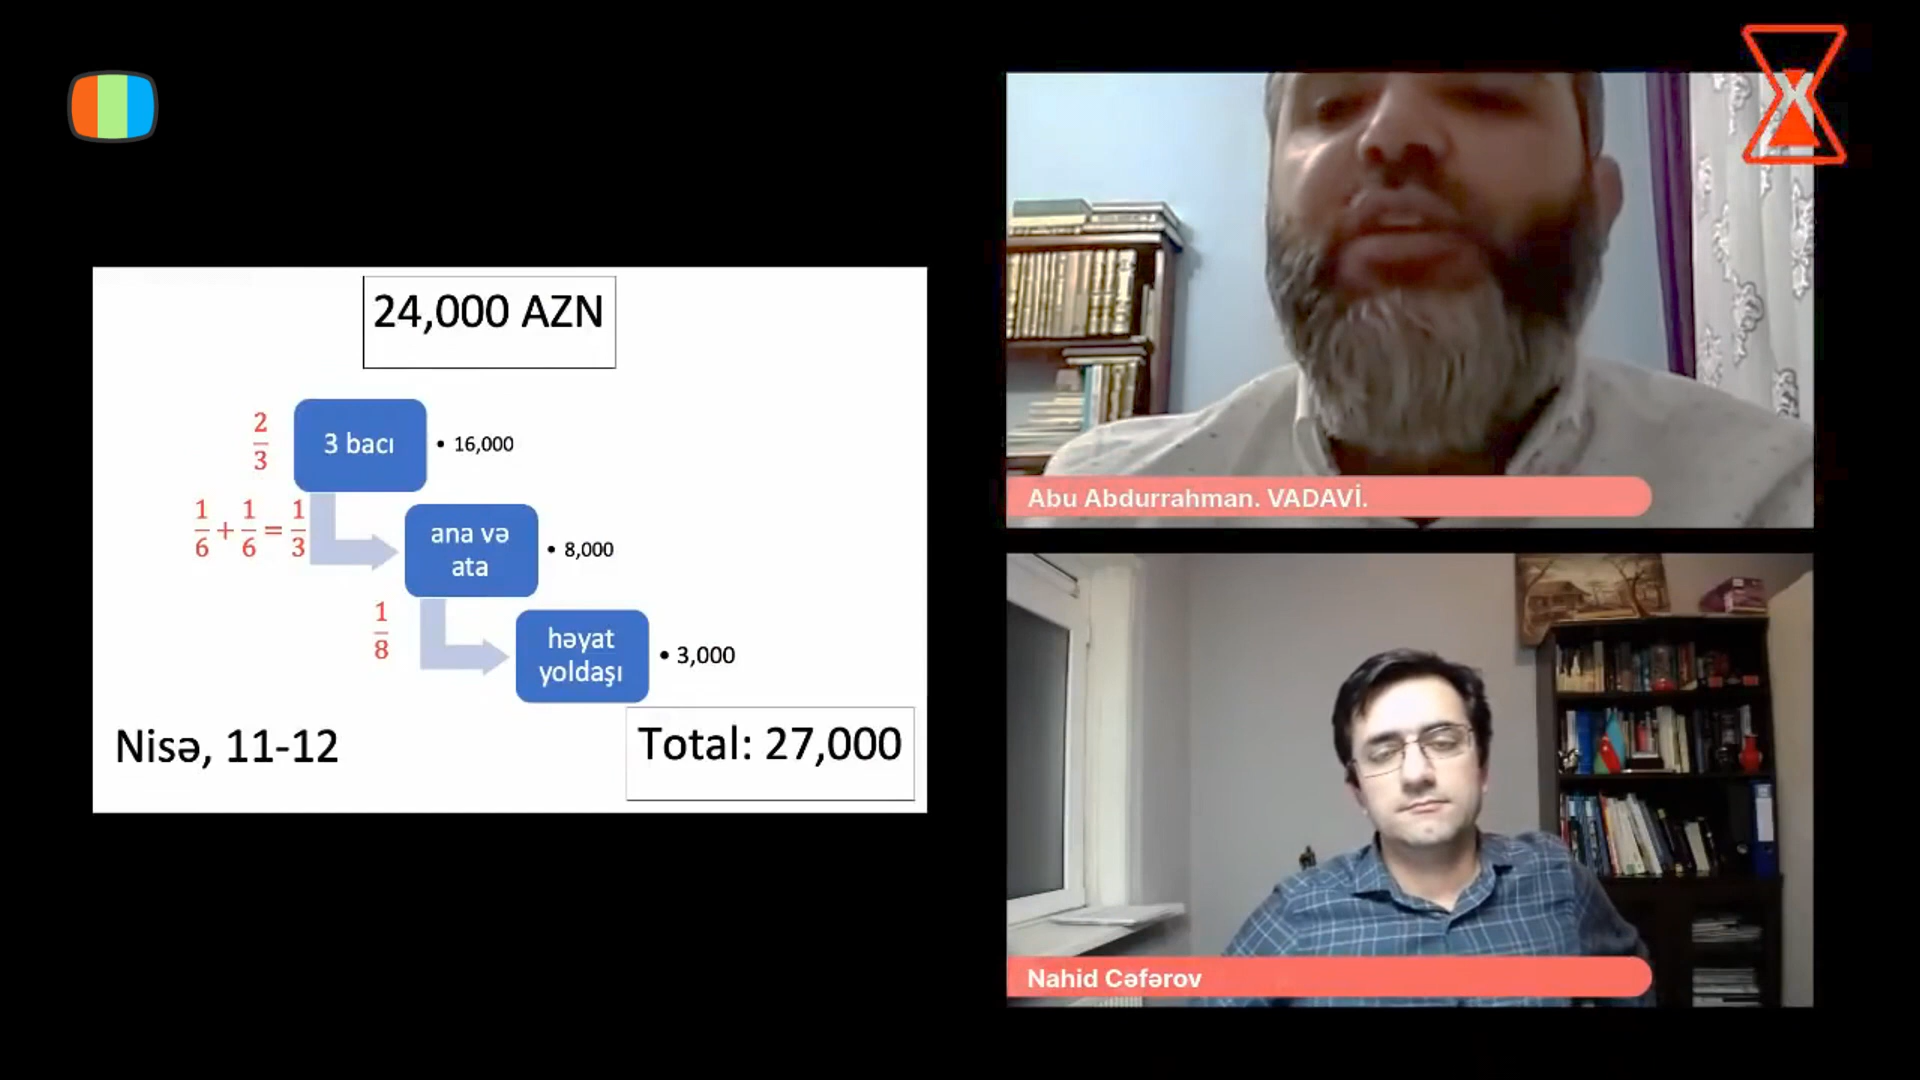 24,000 AZN
2/3
3 bacı
• 16,000
1/6 + 1/6 = 1/3
ana və
ata
• 8,000
1/8
həyat
yoldaşı
• 3,000
Nisə, 11-12
Total: 27,000
X
Abu Abdurrahman. VADAVİ.
Nahid Cəfərov